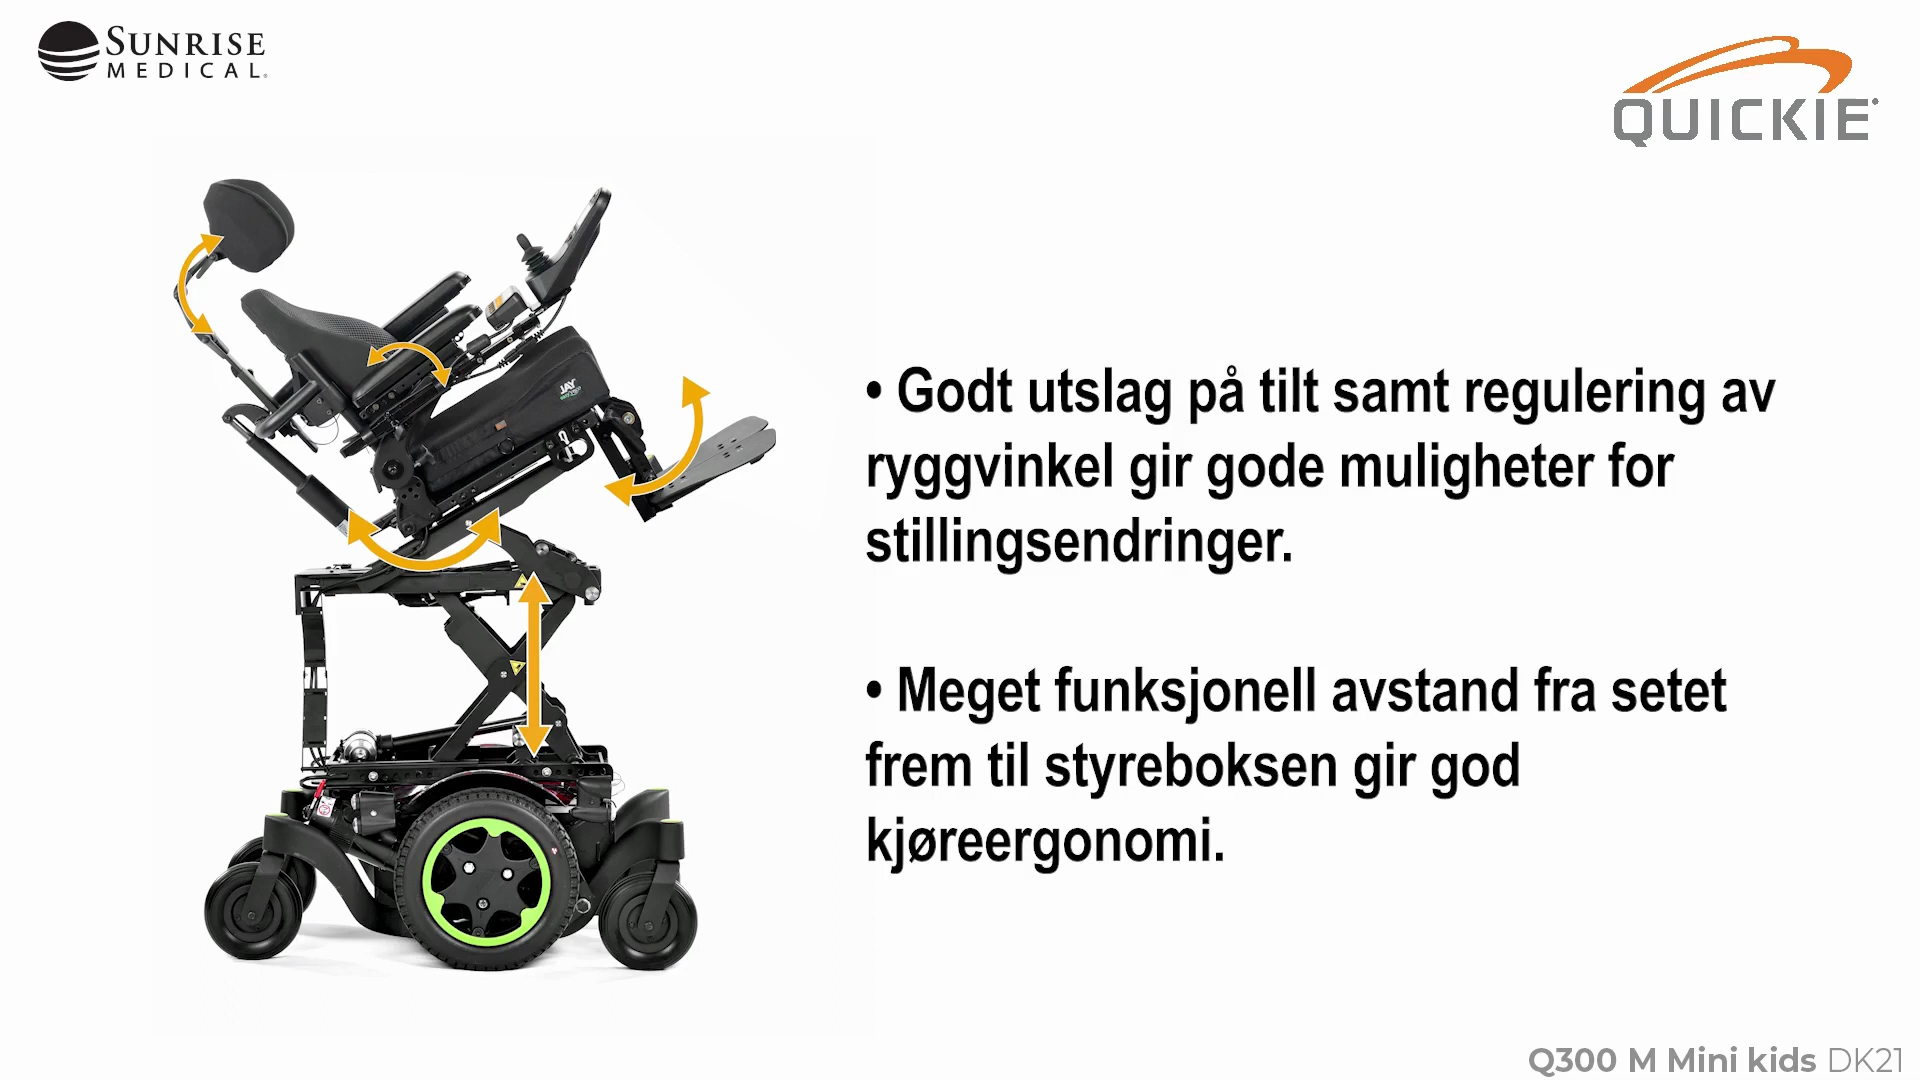 SUNRISE
MEDICAL
QUICKIE
JAY
• Godt utslag på tilt samt regulering av
ryggvinkel gir gode muligheter for
stillingsendringer.
• Meget funksjonell avstand fra setet
frem til styreboksen gir god
kjøreergonomi.
Q300 M Mini kids DK21